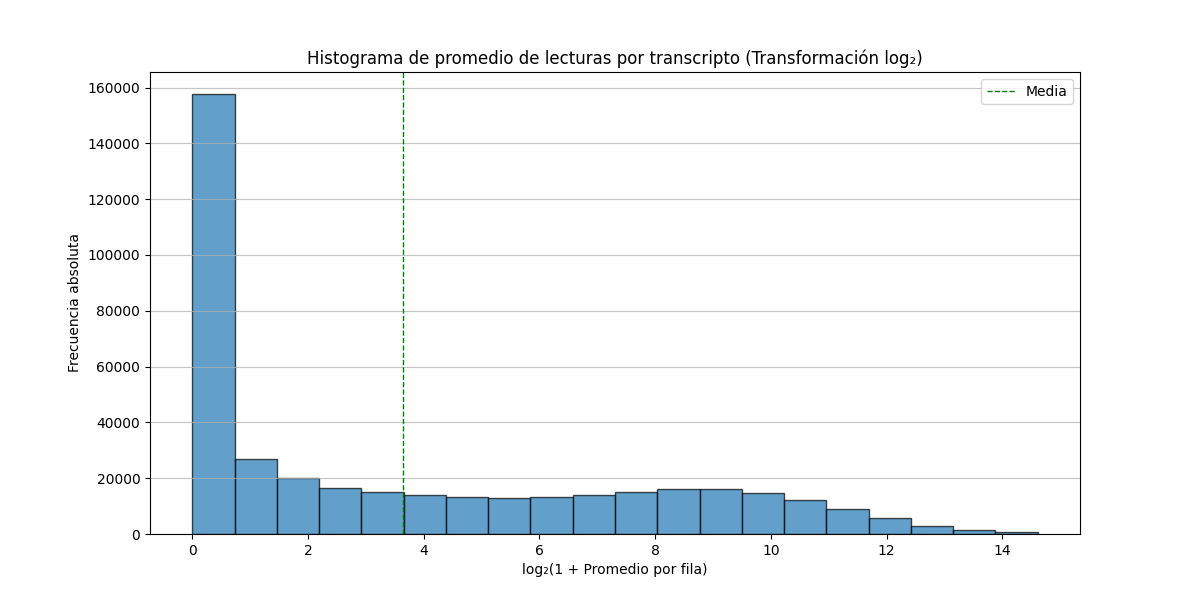 Histograma de promedio de lecturas por transcripto (Transformación log₂)
Media
160000
140000
120000
100000
80000
60000
40000
20000
0
Frecuencia absoluta
0 2 4 6 8 10 12 14
log₂(1 + Promedio por fila)